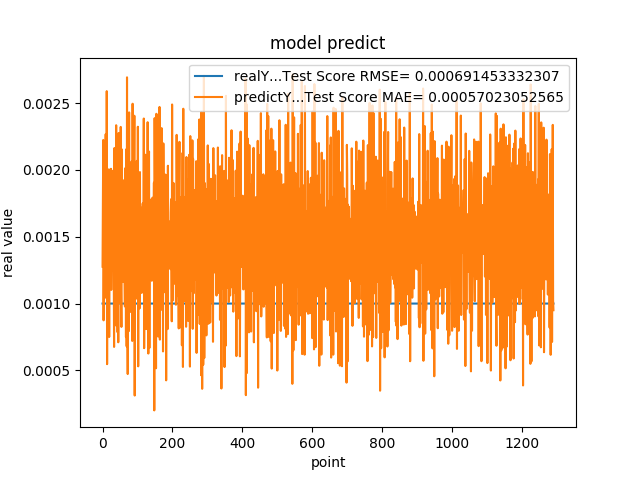 model predict
realY...Test Score RMSE= 0.000691453332307
predictY...Test Score MAE= 0.00057023052565
0.0025
0.0020
0.0015
0.0010
0.0005
real value
0 200 400 600 800 1000 1200
point